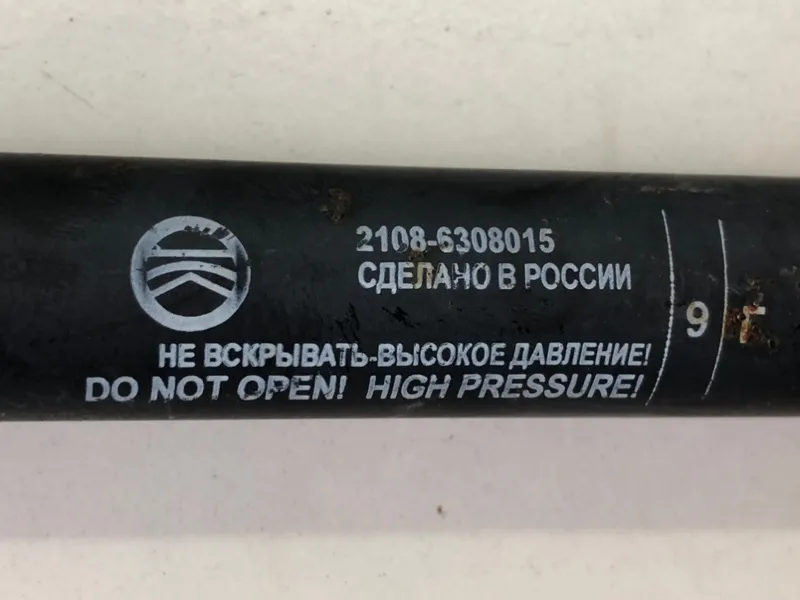 2108-6308015
СДЕЛАНО В РОССИИ
9
НЕ ВСКРЫВАТЬ-ВЫСОКОЕ ДАВЛЕНИЕ!
DO NOT OPEN! HIGH PRESSURE!